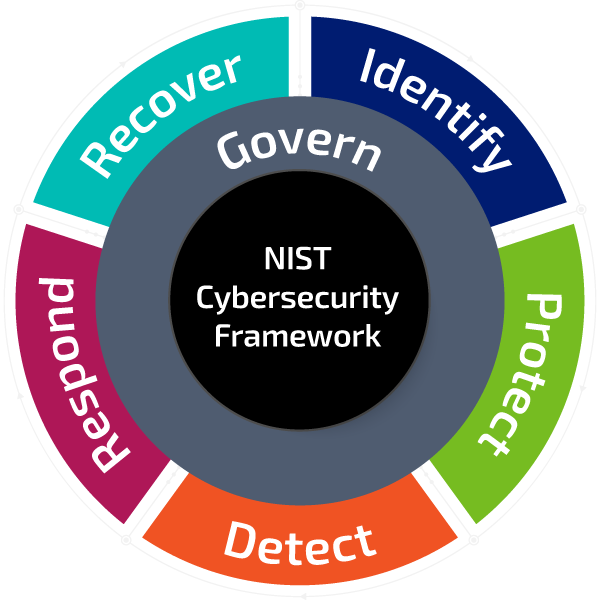 Recover
Identify
Govern
NIST
Cybersecurity
Framework
Respond
Protect
Detect